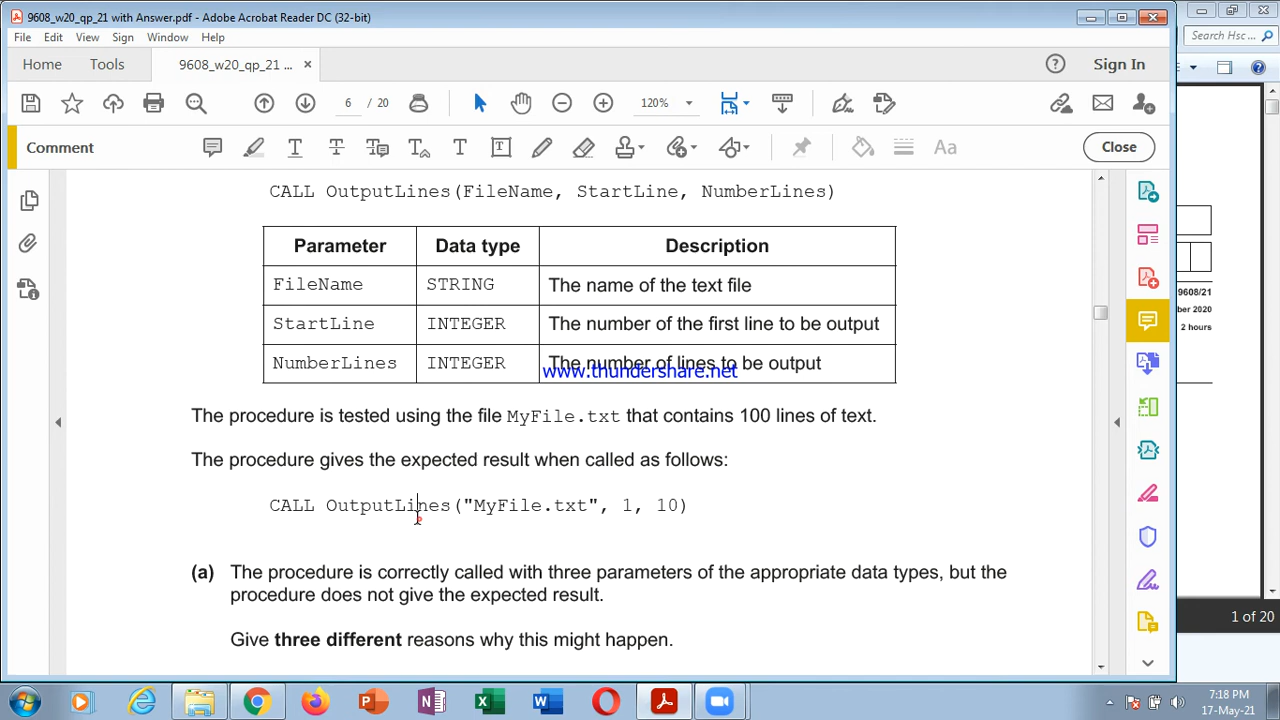 9608_w20_qp_21 with Answer.pdf - Adobe Acrobat Reader DC (32-bit)
File Edit View Sign Window Help
Search Hsc
Home Tools 9608_w20_qp_21 ... × Sign In
6 / 20 120%
Comment Close
CALL OutputLines(FileName, StartLine, NumberLines)
Parameter Data type Description
FileName STRING The name of the text file
StartLine INTEGER The number of the first line to be output
NumberLines INTEGER The number of lines to be output
www.thundershare.net
The procedure is tested using the file MyFile.txt that contains 100 lines of text.
The procedure gives the expected result when called as follows:
CALL OutputLines("MyFile.txt", 1, 10)
(a) The procedure is correctly called with three parameters of the appropriate data types, but the
procedure does not give the expected result.
Give three different reasons why this might happen.
9608/21
ber 2020
2 hours
1 of 20
7:18 PM
17-May-21